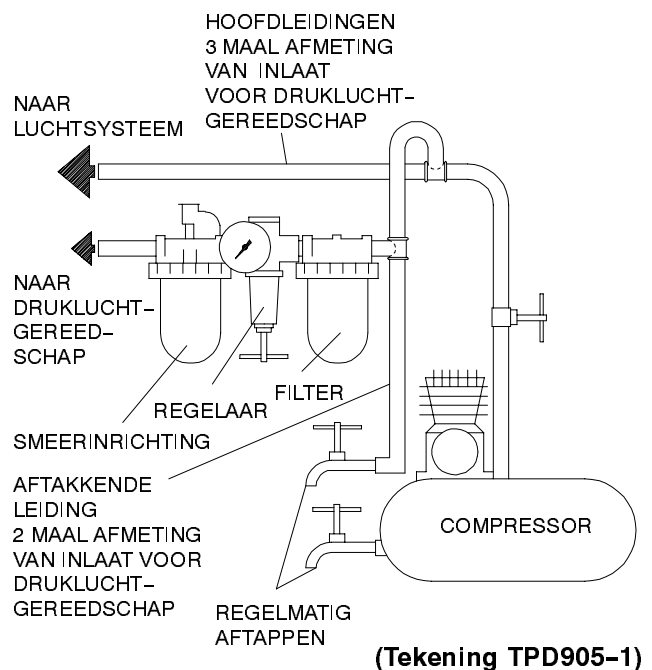 HOOFDLEIDINGEN
3 MAAL AFMETING
VAN INLAAT
VOOR DRUKLUCHT–
GEREEDSCHAP
NAAR
LUCHTSYSTEEM
NAAR
DRUKLUCHT–
GEREED–
SCHAP
FILTER
REGELAAR
SMEERINRICHTING
AFTAKKENDE
LEIDING
2 MAAL AFMETING
VAN INLAAT VOOR
DRUKLUCHT–
GEREEDSCHAP
COMPRESSOR
REGELMATIG
AFTAPPEN
(Tekening TPD905–1)